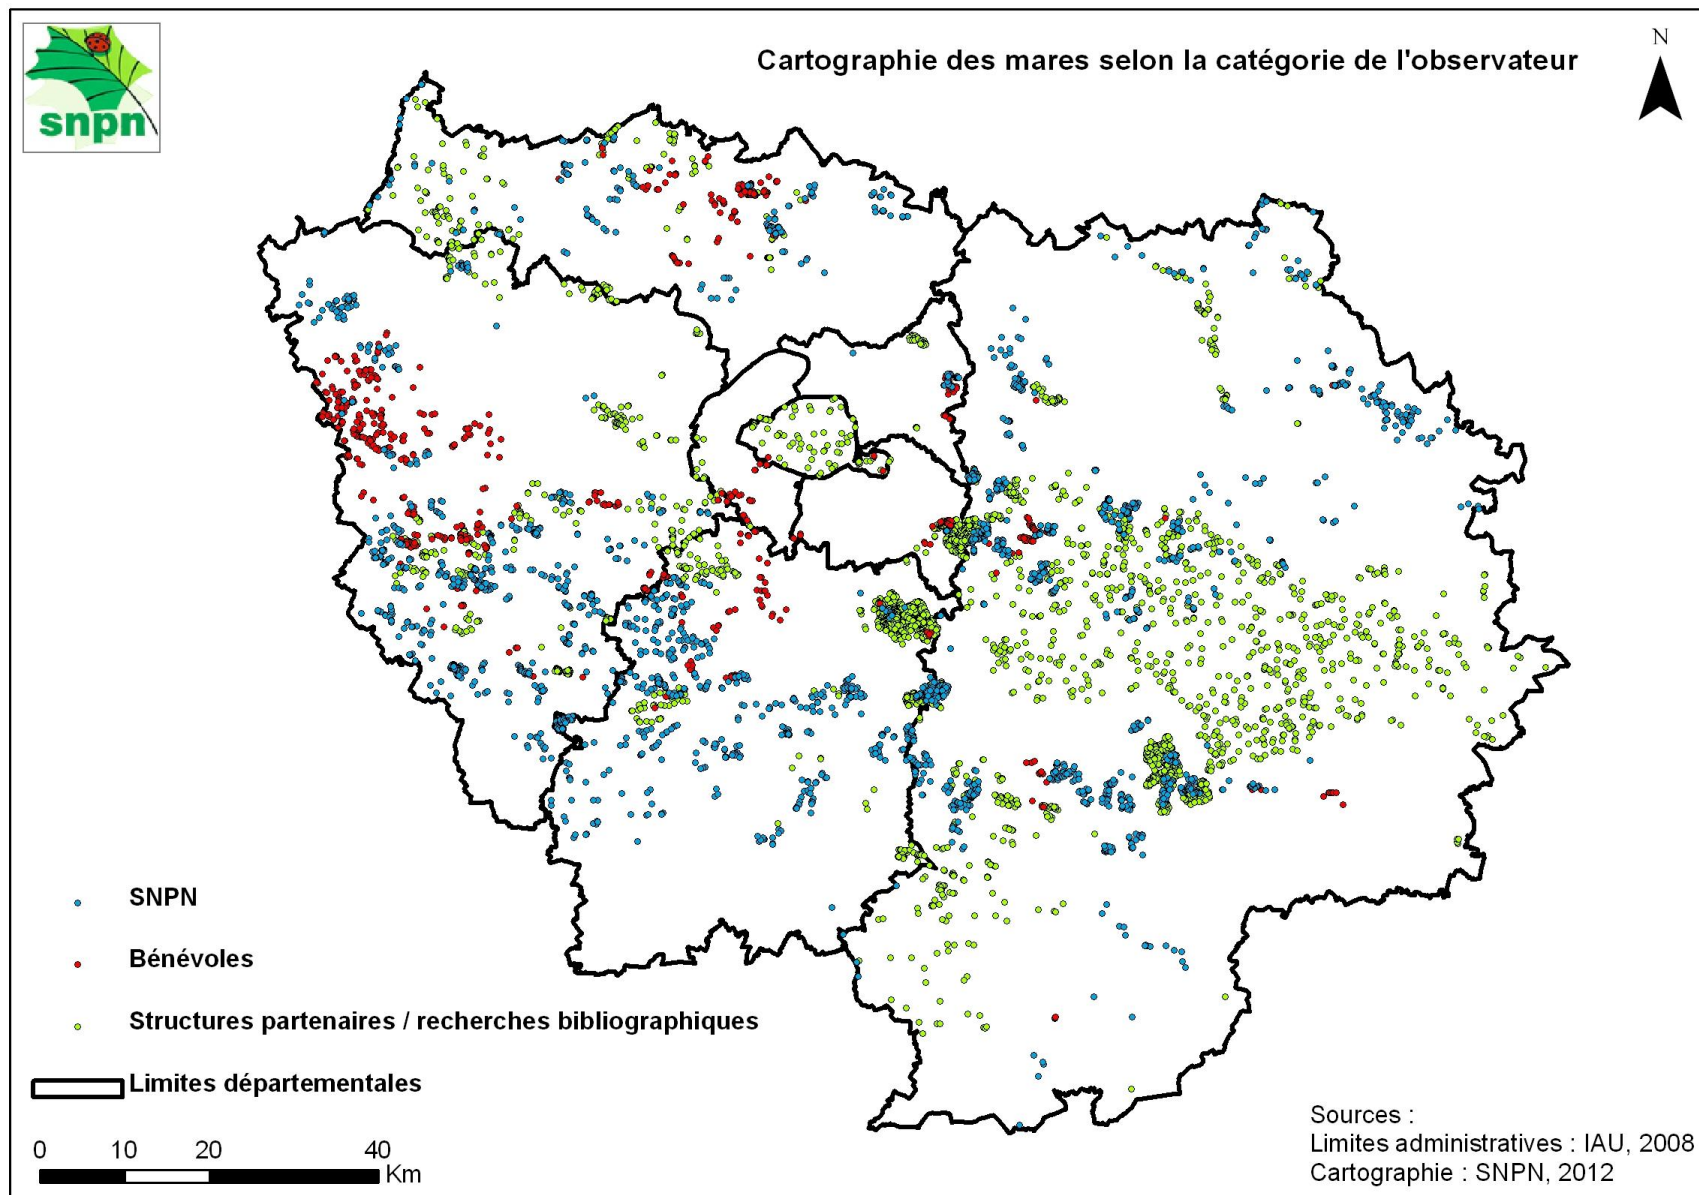 snpn
Cartographie des mares selon la catégorie de l'observateur
N
SNPN
Bénévoles
Structures partenaires / recherches bibliographiques
Limites départementales
0 10 20 40
Km
Sources :
Limites administratives : IAU, 2008
Cartographie : SNPN, 2012